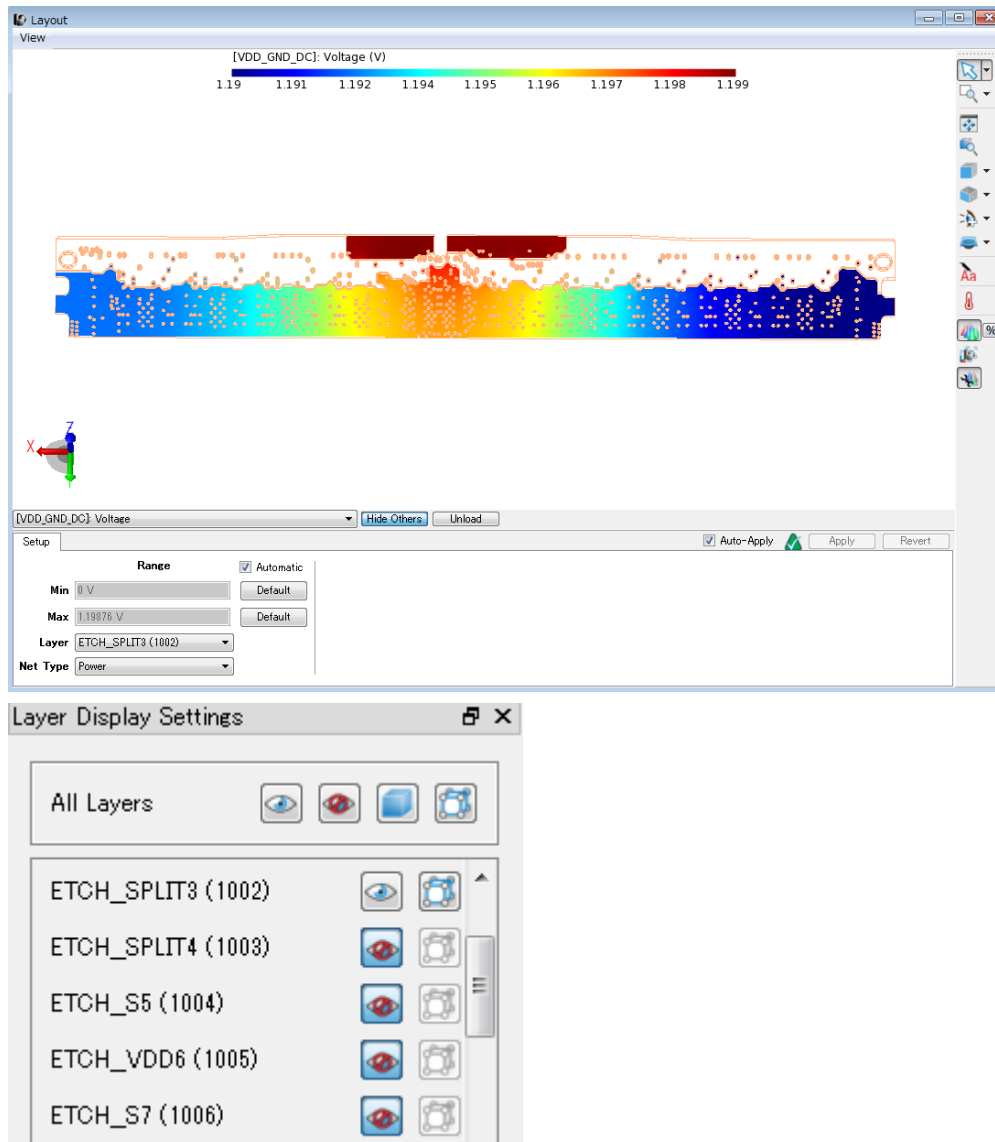 Layout
View
[VDD_GND_DC]: Voltage (V)
1.19 1.191 1.192 1.194 1.195 1.196 1.197 1.198 1.199
Aa
%
Z
X
[VDD_GND_DC]: Voltage Hide Others Unload
Setup Auto-Apply Apply Revert
Range Automatic
Min 0 V Default
Max 1.19876 V Default
Layer ETCH_SPLIT3 (1002)
Net Type Power
Layer Display Settings
All Layers
ETCH_SPLIT3 (1002)
ETCH_SPLIT4 (1003)
ETCH_S5 (1004)
ETCH_VDD6 (1005)
ETCH_S7 (1006)